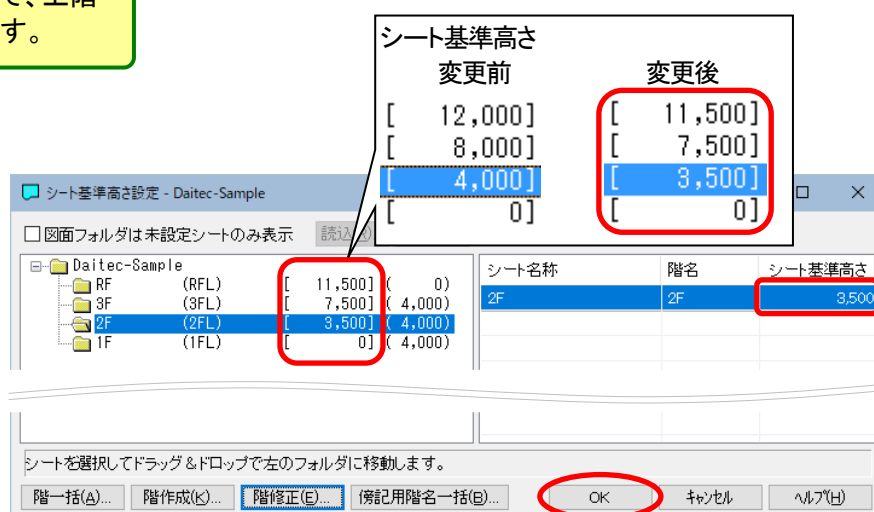 す。
シート基準高さ
変更前 変更後
[ 12,000] [ 11,500]
[ 8,000] [ 7,500]
[ 4,000] [ 3,500]
[ 0] [ 0]
シート基準高さ設定 - Daitec-Sample
図面フォルダは未設定シートのみ表示
Daitec-Sample
RF (RFL) [ 11,500] ( 0)
3F (3FL) [ 7,500] ( 4,000)
2F (2FL) [ 3,500] ( 4,000)
1F (1FL) [ 0] ( 4,000)
シート名称 階名 シート基準高さ
2F 2F 3,500
シートを選択してドラッグ&ドロップで左のフォルダに移動します。
階一括(A)... 階作成(K)... 階修正(E)... 傍記用階名一括(B)... OK キャンセル ヘルプ(H)